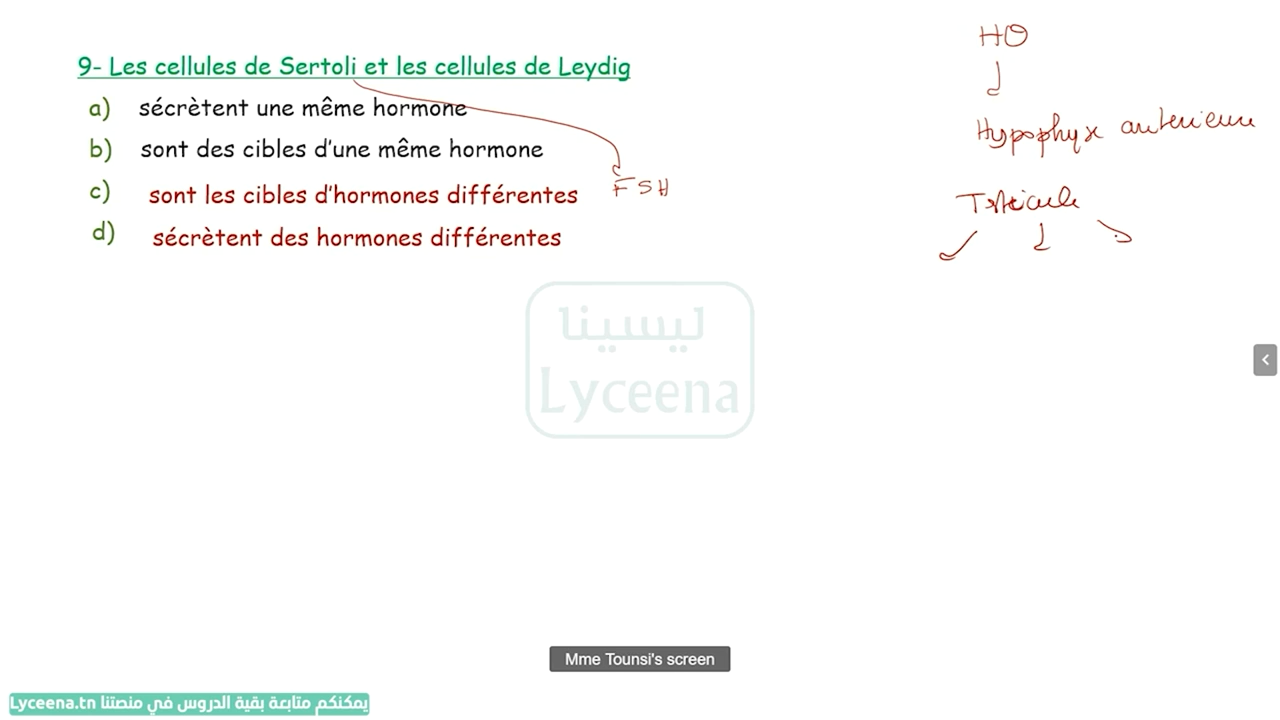 9- Les cellules de Sertoli et les cellules de Leydig
a) sécrètent une même hormone
b) sont des cibles d'une même hormone
c) sont les cibles d'hormones différentes
d) sécrètent des hormones différentes
FSH
HO
Hypophyse anterieure
Testicule
ليسينا
Lyceena
Mme Tounsi's screen
يمكنكم متابعة بقية الدروس في منصتنا Lyceena.tn